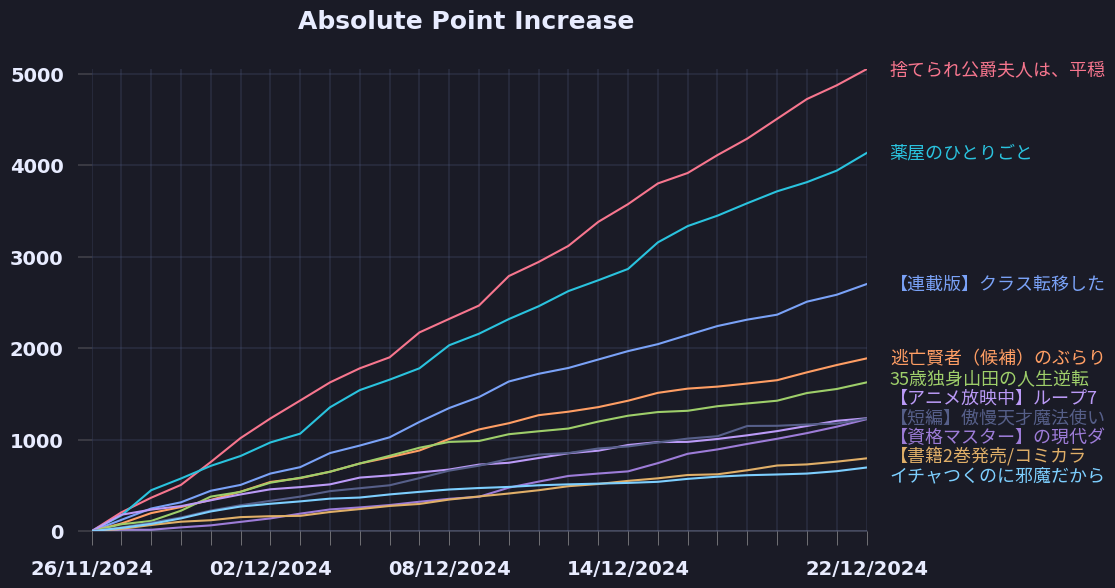 Absolute Point Increase
5000
4000
3000
2000
1000
0
26/11/2024
02/12/2024
08/12/2024
14/12/2024
22/12/2024
捨てられ公爵夫人は、平穏
薬屋のひとりごと
【連載版】クラス転移した
逃亡賢者（候補）のぶらり
35歳独身山田の人生逆転
【アニメ放映中】ループ7
【短編】傲慢天才魔法使い
【資格マスター】の現代ダ
【書籍2巻発売/コミカラ
イチャつくのに邪魔だから